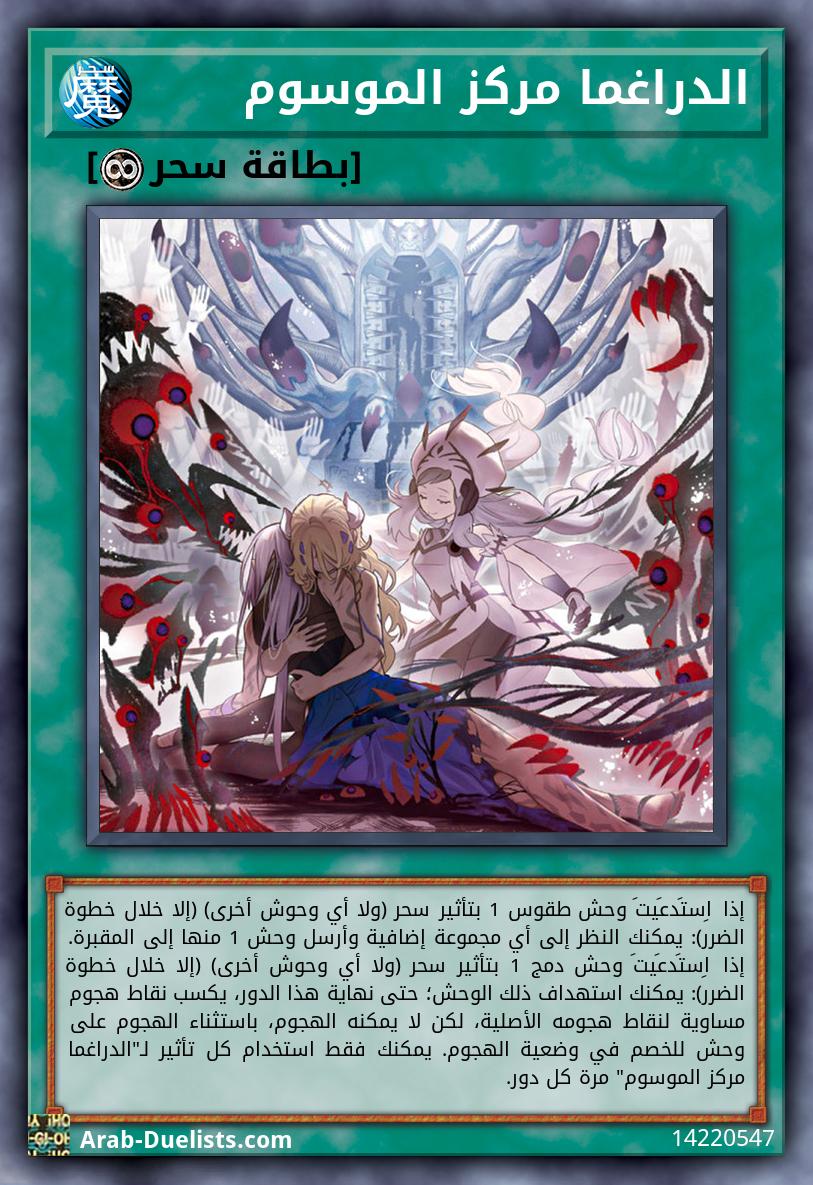 الدراغما مركز الموسوم
魔
[بطاقة سحر ∞]
إذا اِستَدعَيتَ وحش طقوس 1 بتأثير سحر (ولا أي وحوش أخرى) (إلا خلال خطوة
الضرر): يمكنك النظر إلى أي مجموعة إضافية وأرسل وحش 1 منها إلى المقبرة.
إذا اِستَدعَيتَ وحش دمج 1 بتأثير سحر (ولا أي وحوش أخرى) (إلا خلال خطوة
الضرر): يمكنك استهداف ذلك الوحش؛ حتى نهاية هذا الدور، يكسب نقاط هجوم
مساوية لنقاط هجومه الأصلية، لكن لا يمكنه الهجوم، باستثناء الهجوم على
وحش للخصم في وضعية الهجوم. يمكنك فقط استخدام كل تأثير لـ"الدراغما
مركز الموسوم" مرة كل دور.
Arab-Duelists.com
14220547